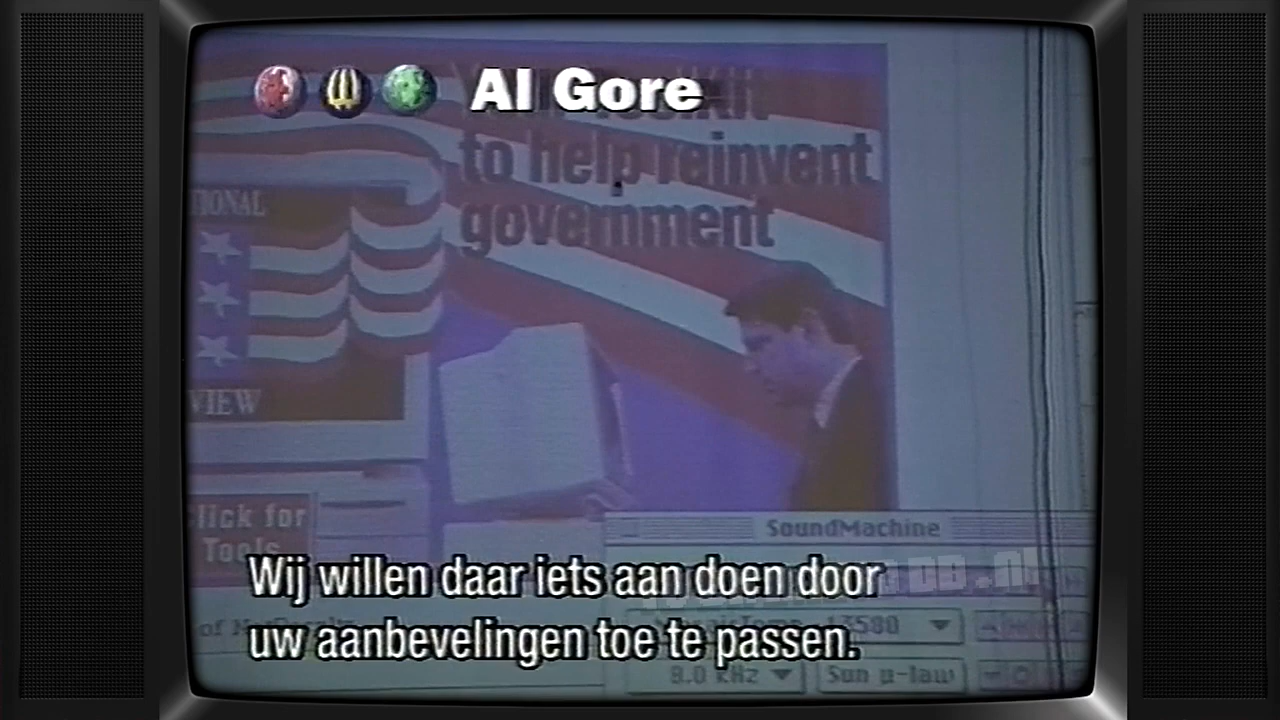 Al Gore
to help reinvent
government
TIONAL
VIEW
Click for
Tools
SoundMachine
Wij willen daar iets aan doen door
uw aanbevelingen toe te passen.
8.0 kHz
Sun µ-law